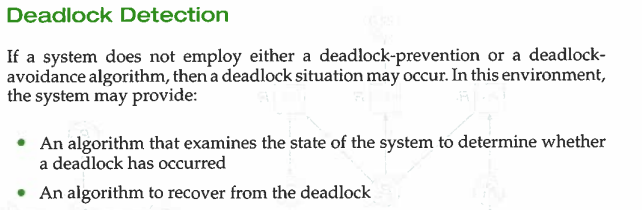 Deadlock Detection
If a system does not employ either a deadlock-prevention or a deadlock-
avoidance algorithm, then a deadlock situation may occur. In this environment,
the system may provide:
• An algorithm that examines the state of the system to determine whether
a deadlock has occurred
• An algorithm to recover from the deadlock